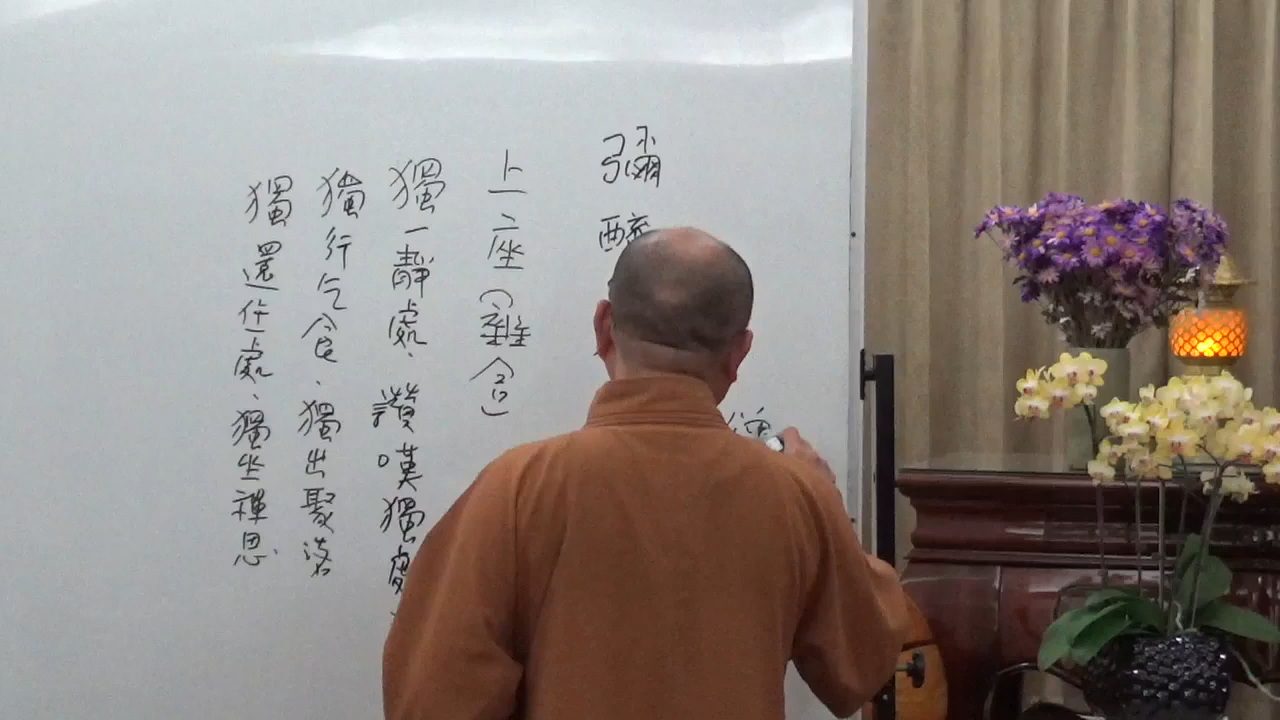 彌
上座(雜含)
獨一靜處、讚嘆獨處、
獨行乞食、獨出聚落
獨還住處、獨坐禪思.